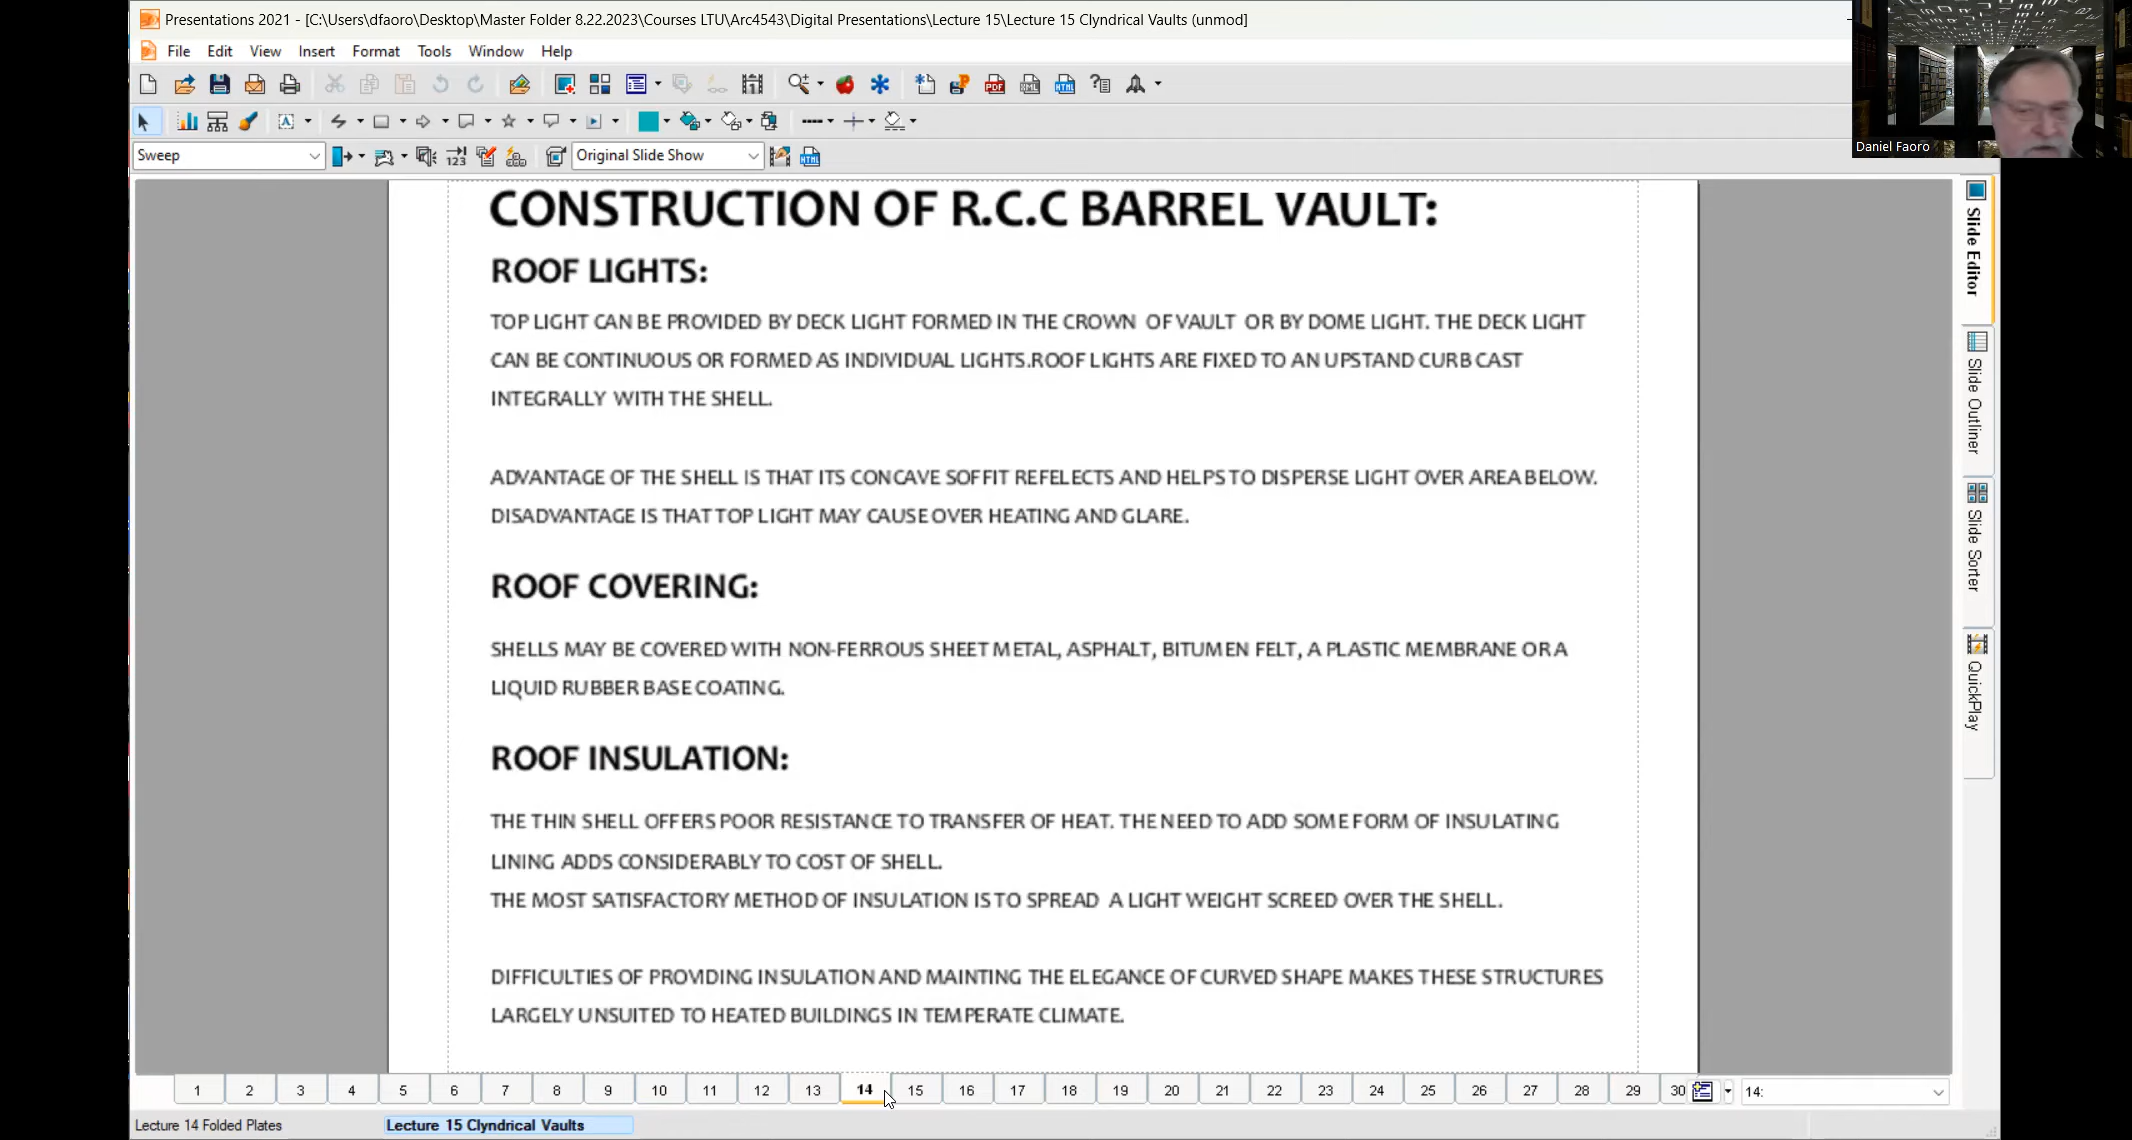 Presentations 2021 - [C:\Users\dfaoro\Desktop\Master Folder 8.22.2023\Courses LTU\Arc4543\Digital Presentations\Lecture 15\Lecture 15 Clyndrical Vaults (unmod]
File Edit View Insert Format Tools Window Help
Daniel Faoro
Sweep
Original Slide Show
CONSTRUCTION OF R.C.C BARREL VAULT:
ROOF LIGHTS:
TOP LIGHT CAN BE PROVIDED BY DECK LIGHT FORMED IN THE CROWN OF VAULT OR BY DOME LIGHT. THE DECK LIGHT
CAN BE CONTINUOUS OR FORMED AS INDIVIDUAL LIGHTS.ROOF LIGHTS ARE FIXED TO AN UPSTAND CURB CAST
INTEGRALLY WITH THE SHELL.
ADVANTAGE OF THE SHELL IS THAT ITS CONCAVE SOFFIT REFELECTS AND HELPS TO DISPERSE LIGHT OVER AREA BELOW.
DISADVANTAGE IS THAT TOP LIGHT MAY CAUSE OVER HEATING AND GLARE.
ROOF COVERING:
SHELLS MAY BE COVERED WITH NON-FERROUS SHEET METAL, ASPHALT, BITUMEN FELT, A PLASTIC MEMBRANE OR A
LIQUID RUBBER BASE COATING.
ROOF INSULATION:
THE THIN SHELL OFFERS POOR RESISTANCE TO TRANSFER OF HEAT. THE NEED TO ADD SOME FORM OF INSULATING
LINING ADDS CONSIDERABLY TO COST OF SHELL.
THE MOST SATISFACTORY METHOD OF INSULATION IS TO SPREAD A LIGHT WEIGHT SCREED OVER THE SHELL.
DIFFICULTIES OF PROVIDING INSULATION AND MAINTING THE ELEGANCE OF CURVED SHAPE MAKES THESE STRUCTURES
LARGELY UNSUITED TO HEATED BUILDINGS IN TEMPERATE CLIMATE.
Slide Editor
Slide Outliner
Slide Sorter
QuickPlay
1 2 3 4 5 6 7 8 9 10 11 12 13 14 15 16 17 18 19 20 21 22 23 24 25 26 27 28 29 30 14:
Lecture 14 Folded Plates Lecture 15 Clyndrical Vaults